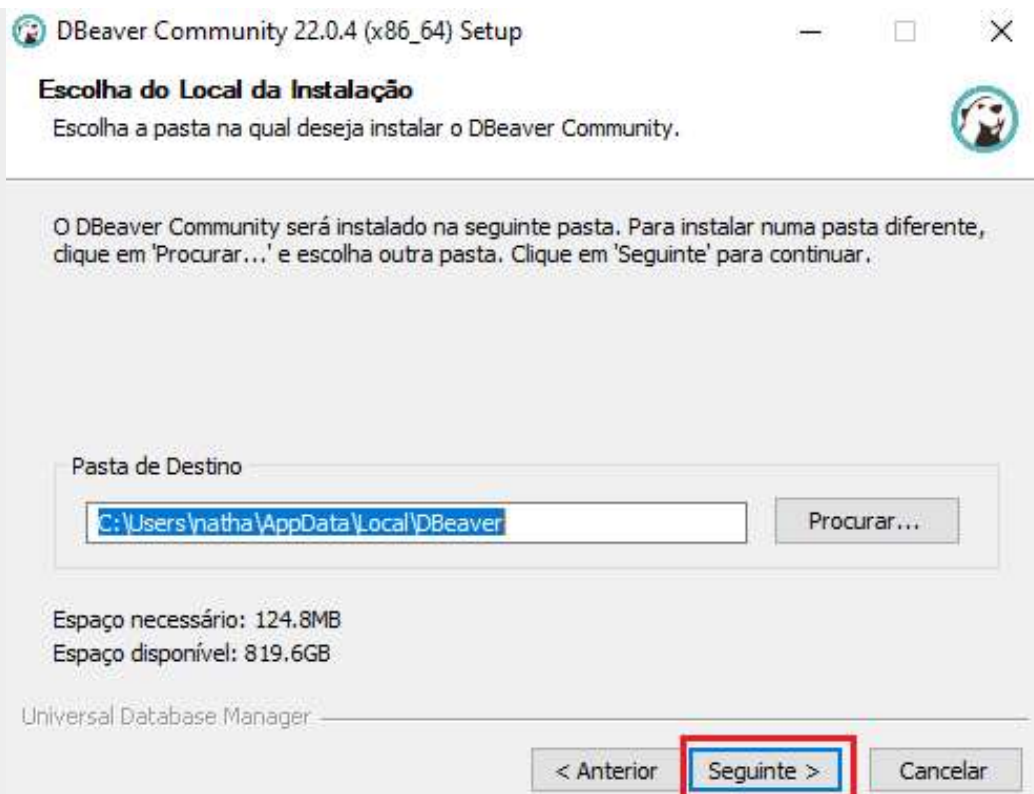 DBeaver Community 22.0.4 (x86_64) Setup
Escolha do Local da Instalação
Escolha a pasta na qual deseja instalar o DBeaver Community.
O DBeaver Community será instalado na seguinte pasta. Para instalar numa pasta diferente,
clique em 'Procurar...' e escolha outra pasta. Clique em 'Seguinte' para continuar.
Pasta de Destino
C:\Users\natha\AppData\Local\DBeaver
Procurar...
Espaço necessário: 124.8MB
Espaço disponível: 819.6GB
Universal Database Manager
< Anterior
Seguinte >
Cancelar